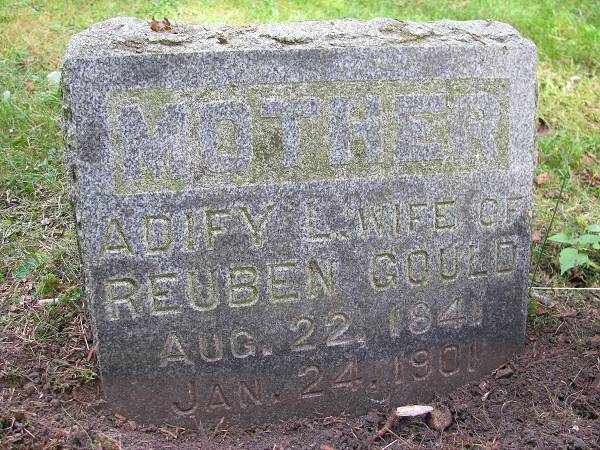 MOTHER
ADIFY L. WIFE OF
REUBEN GOULD
AUG. 22, 1841
JAN. 24, 1901